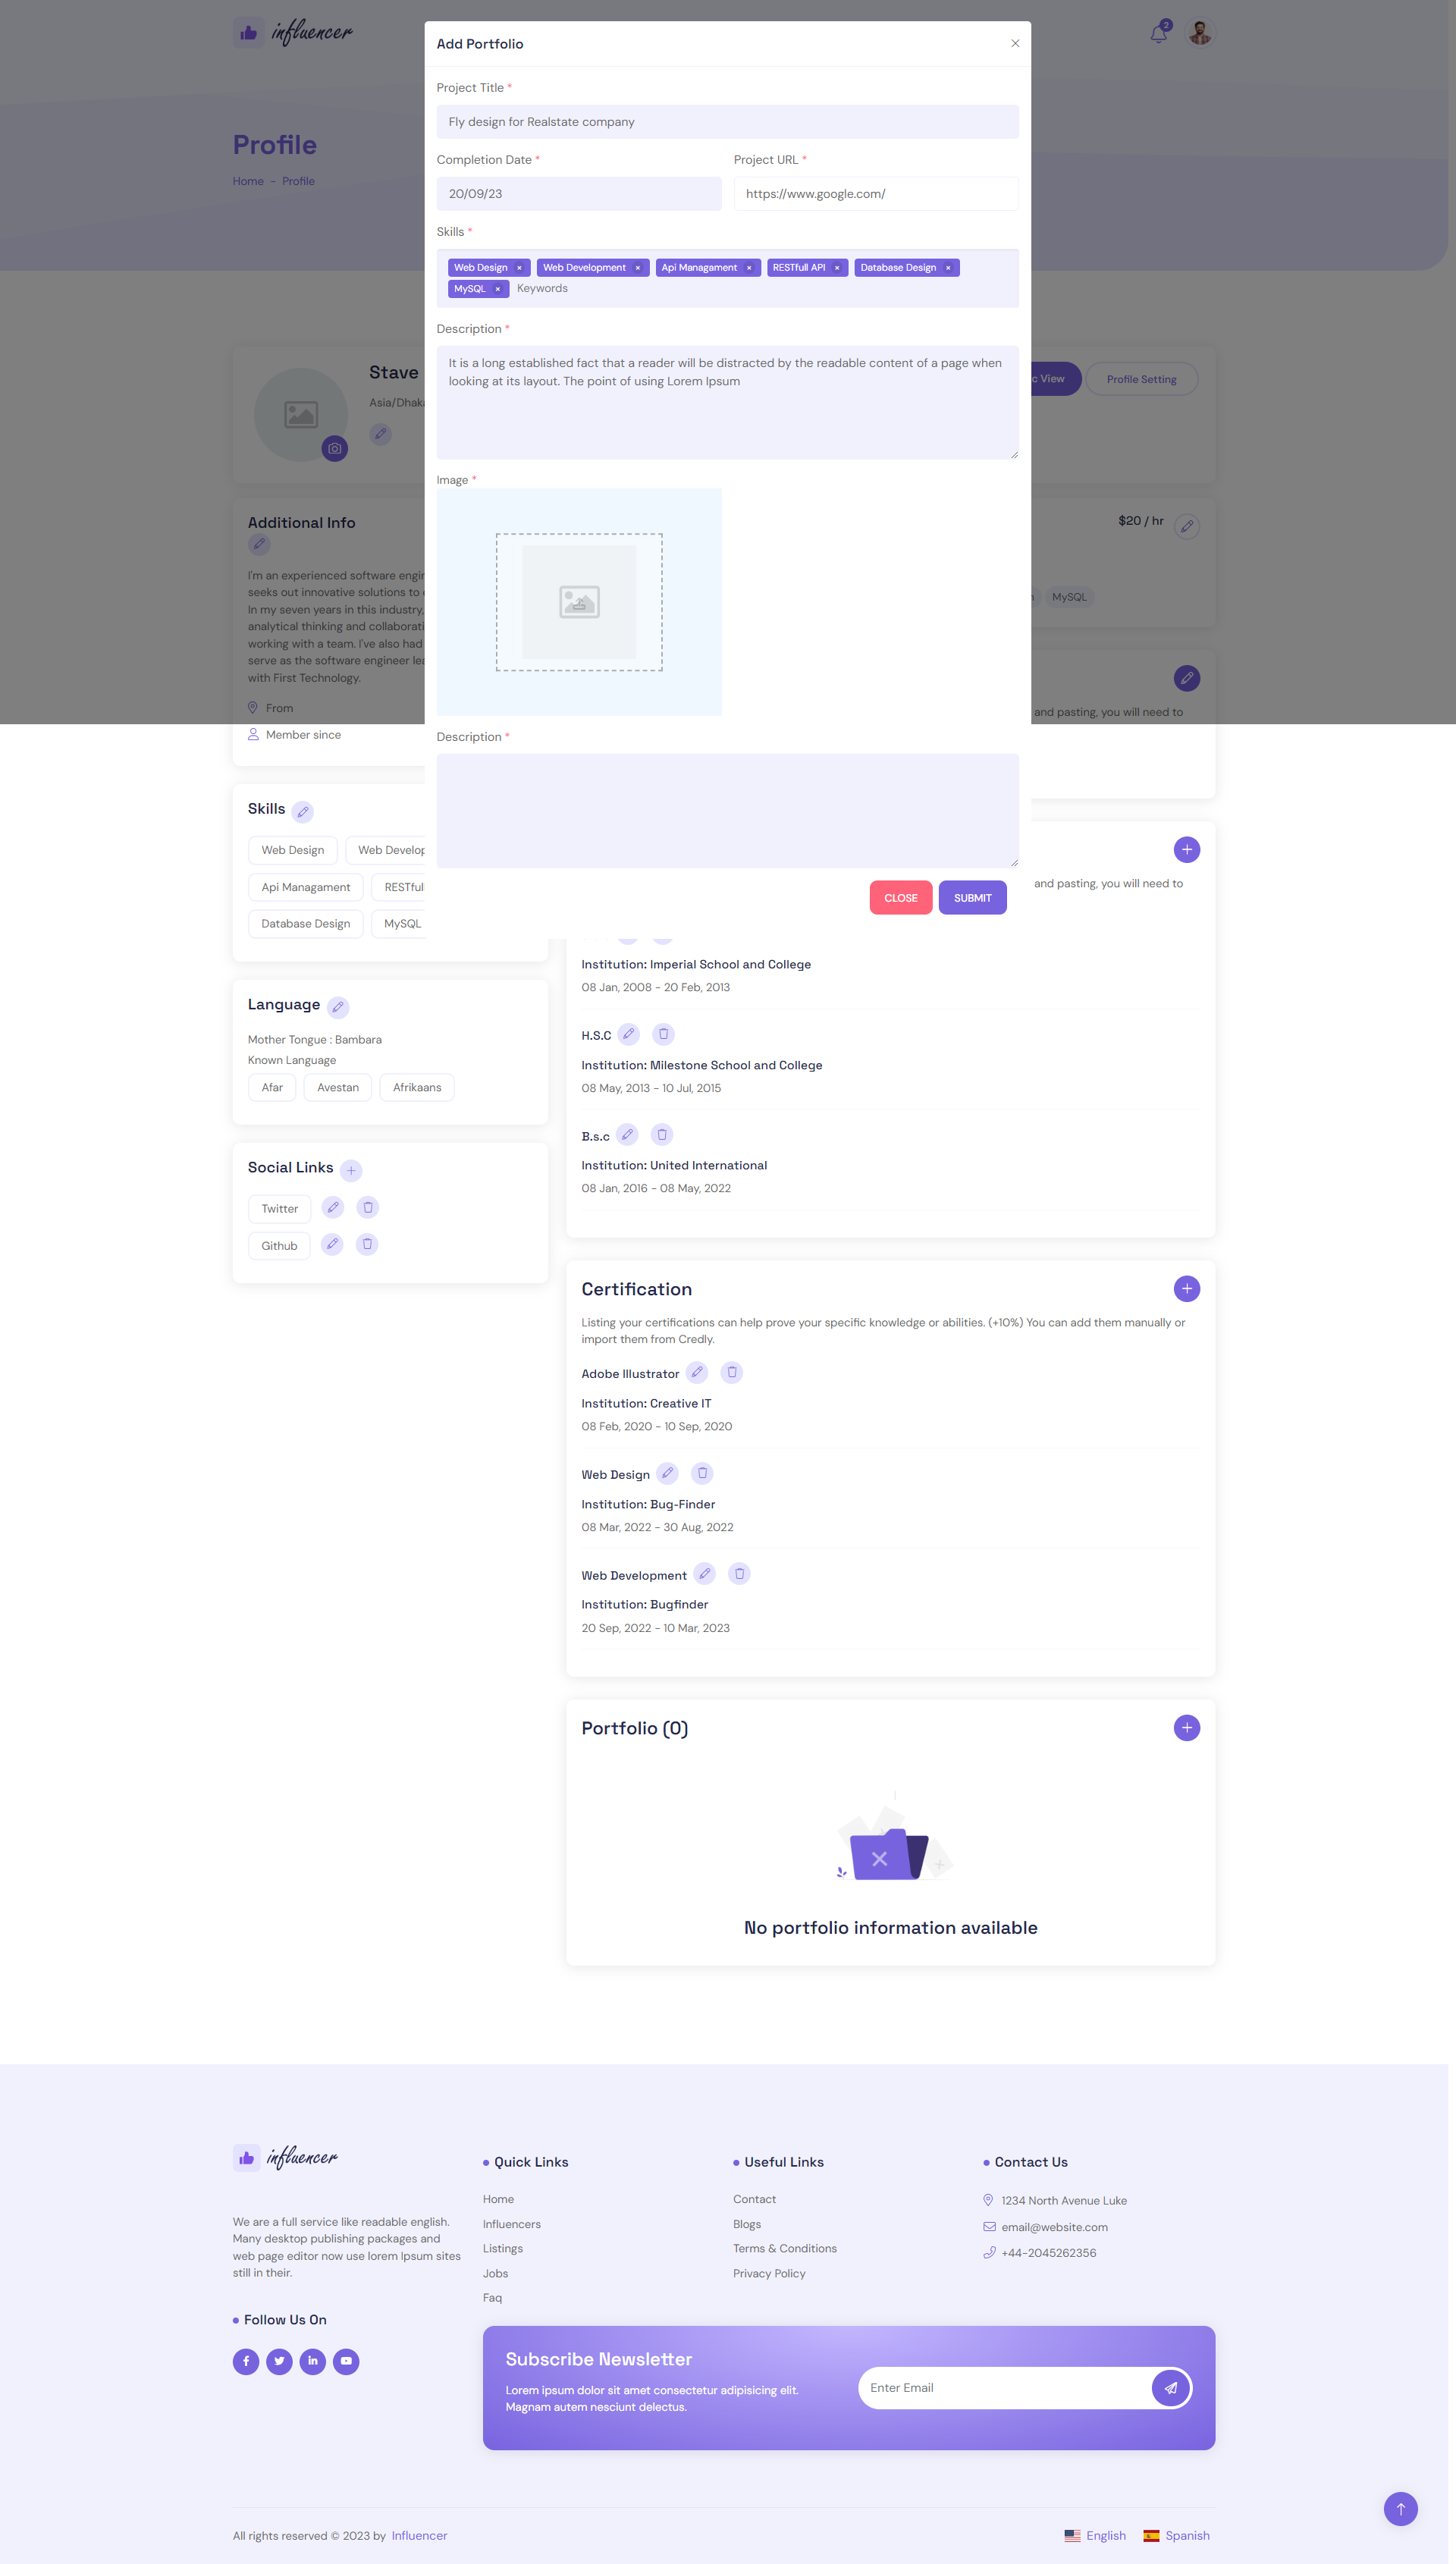 influencer
2
Add Portfolio
Project Title *
Fly design for Realstate company
Completion Date *
Project URL *
20/09/23
https://www.google.com/
Skills *
Web Design × Web Development × Api Managament × RESTfull API × Database Design ×
MySQL × Keywords
Description *
It is a long established fact that a reader will be distracted by the readable content of a page when
looking at its layout. The point of using Lorem Ipsum
Image *
Description *
CLOSE
SUBMIT
Profile
Home - Profile
Stave
Asia/Dhaka
View
Profile Setting
Additional Info
I'm an experienced software
seeks out innovative solutions to
In my seven years in this industry,
analytical thinking and
working with a team. I've also had
serve as the software engineer
with First Technology.
From
Member since
$20 / hr
MySQL
and pasting, you will need to
and pasting, you will need to
Skills
Web Design
Web
Api Managament
Database Design
MySQL
Language
Mother Tongue : Bambara
Known Language
Afar
Avestan
Afrikaans
Social Links
Twitter
Github
Institution: Imperial School and College
08 Jan, 2008 - 20 Feb, 2013
H.S.C
Institution: Milestone School and College
08 May, 2013 - 10 Jul, 2015
B.s.c
Institution: United International
08 Jan, 2016 - 08 May, 2022
Certification
Listing your certifications can help prove your specific knowledge or abilities. (+10%) You can add them manually or
import them from Credly.
Adobe Illustrator
Institution: Creative IT
08 Feb, 2020 - 10 Sep, 2020
Web Design
Institution: Bug-Finder
08 Mar, 2022 - 30 Aug, 2022
Web Development
Institution: Bugfinder
20 Sep, 2022 - 10 Mar, 2023
Portfolio (0)
No portfolio information available
influencer
We are a full service like readable english.
Many desktop publishing packages and
web page editor now use lorem Ipsum sites
still in their.
Follow Us On
Quick Links
Home
Influencers
Listings
Jobs
Faq
Useful Links
Contact
Blogs
Terms & Conditions
Privacy Policy
Contact Us
1234 North Avenue Luke
email@website.com
+44-2045262356
Subscribe Newsletter
Lorem ipsum dolor sit amet consectetur adipisicing elit.
Magnam autem nesciunt delectus.
Enter Email
All rights reserved © 2023 by Influencer
English
Spanish